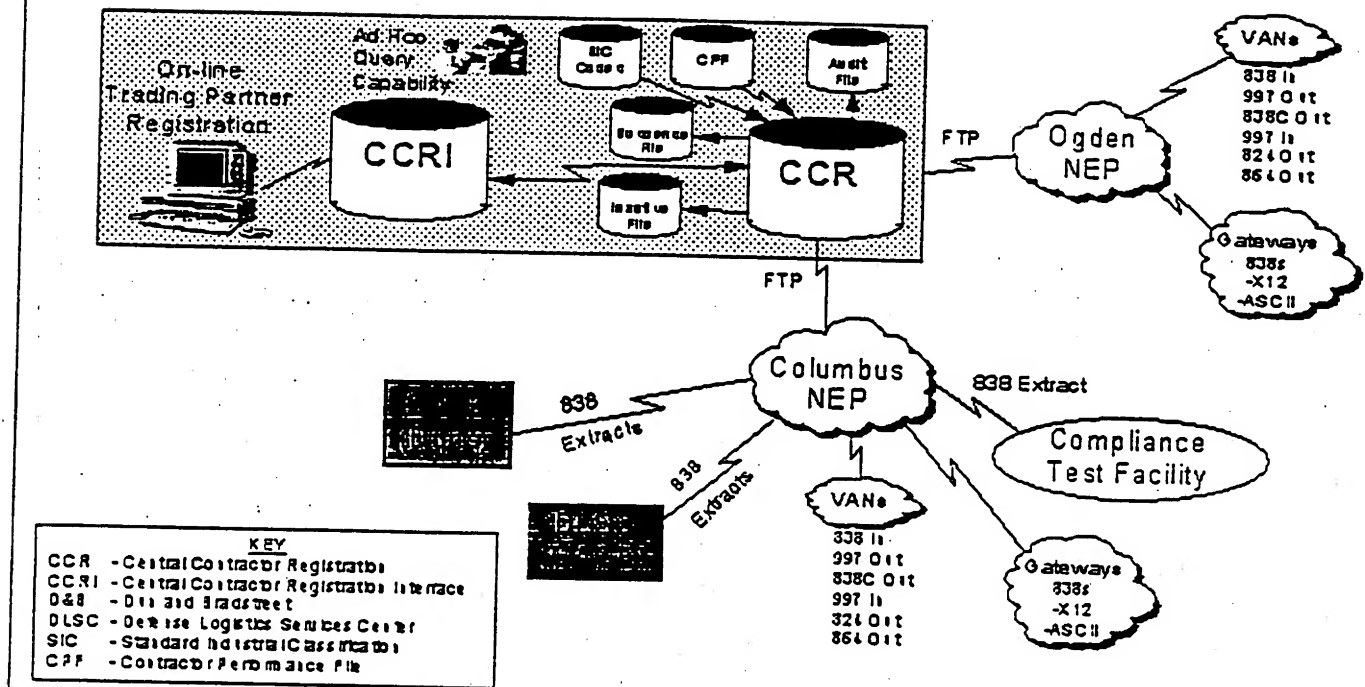 Ad Hoc
Query
Capability
On-line
Trading Partner
Registration
CCRI
SIC
Codes
CPF
Audit
File
Sequence
File
Inactive
File
CCR
FTP
Ogden
NEP
VANs
838 In
997 Out
838C Out
997 In
824 Out
864 Out
Gateways
838s
-X12
-ASCII
FTP
Columbus
NEP
838
Extracts
838
Extracts
838 Extract
Compliance
Test Facility
VANs
838 In
997 Out
838C Out
997 In
824 Out
864 Out
Gateways
838s
-X12
-ASCII
KEY
CCR - Central Contractor Registration
CCRI - Central Contractor Registration Interface
D&B - Dun and Bradstreet
DLSC - Defense Logistics Services Center
SIC - Standard Industrial Classification
CPF - Contractor Performance File